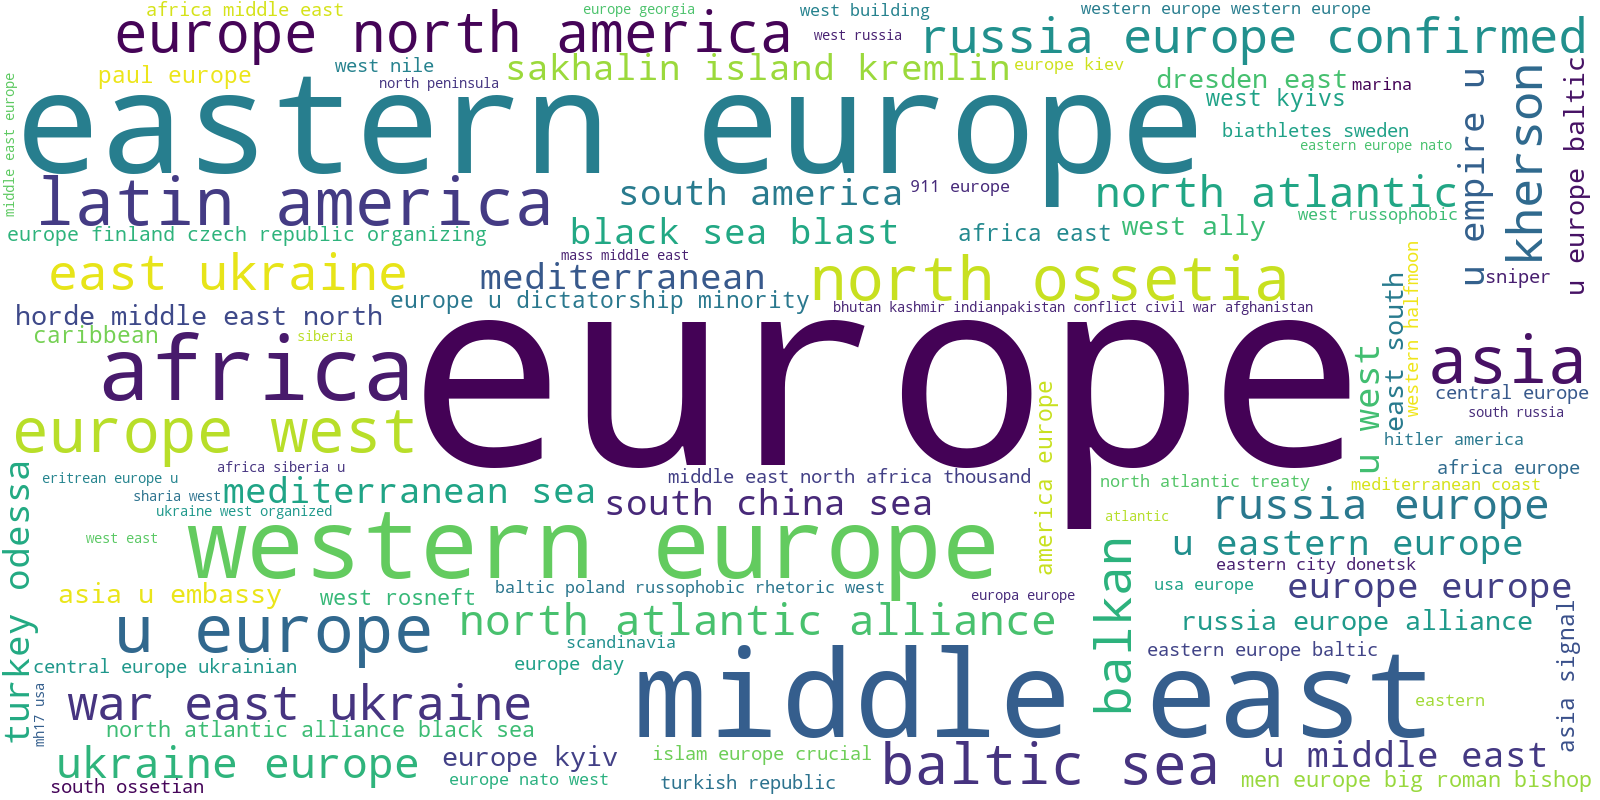 africa middle east
europe georgia
west building
western europe western europe
europe north america
west russia
russia europe confirmed
west nile
sakhalin island kremlin
europe kiev
paul europe
north peninsula
dresden east
marina
west kyivs
eastern europe
biathletes sweden
eastern europe nato
middle east europe
u empire u
kherson
u europe baltic
latin america
south america
911 europe
north atlantic
west russophobic
europe finland czech republic organizing
black sea blast
africa east
west ally
east ukraine
mass middle east
mediterranean
north ossetia
sniper
horde middle east north
europe u dictatorship minority
bhutan kashmir indianpakistan conflict civil war afghanistan
caribbean
siberia
africa
europe
u west
east south
western halfmoon
asia
central europe
south russia
europe west
hitler america
africa siberia u
middle east north africa thousand
america europe
africa europe
eritrean europe u
sharia west
mediterranean sea
south china sea
north atlantic treaty
mediterranean coast
ukraine west organized
russia europe
atlantic
turkey odessa
west east
western europe
u eastern europe
eastern city donetsk
asia u embassy
west rosneft
baltic poland russophobic rhetoric west
europa europe
balkan
usa europe
europe europe
u europe
north atlantic alliance
russia europe alliance
scandinavia
eastern europe baltic
asia signal
central europe ukrainian
europe day
middle east
mh17 usa
war east ukraine
eastern
north atlantic alliance black sea
ukraine europe
europe kyiv
islam europe crucial
baltic sea
u middle east
south ossetian
europe nato west
turkish republic
men europe big roman bishop